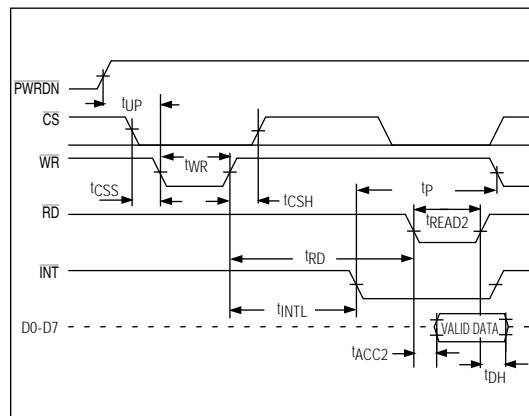 PWRDN
tUP
CS
WR
tWR
tCSS
tCSH
tP
RD
tREAD2
tRD
INT
tINTL
D0-D7
VALID DATA
tACC2
tDH